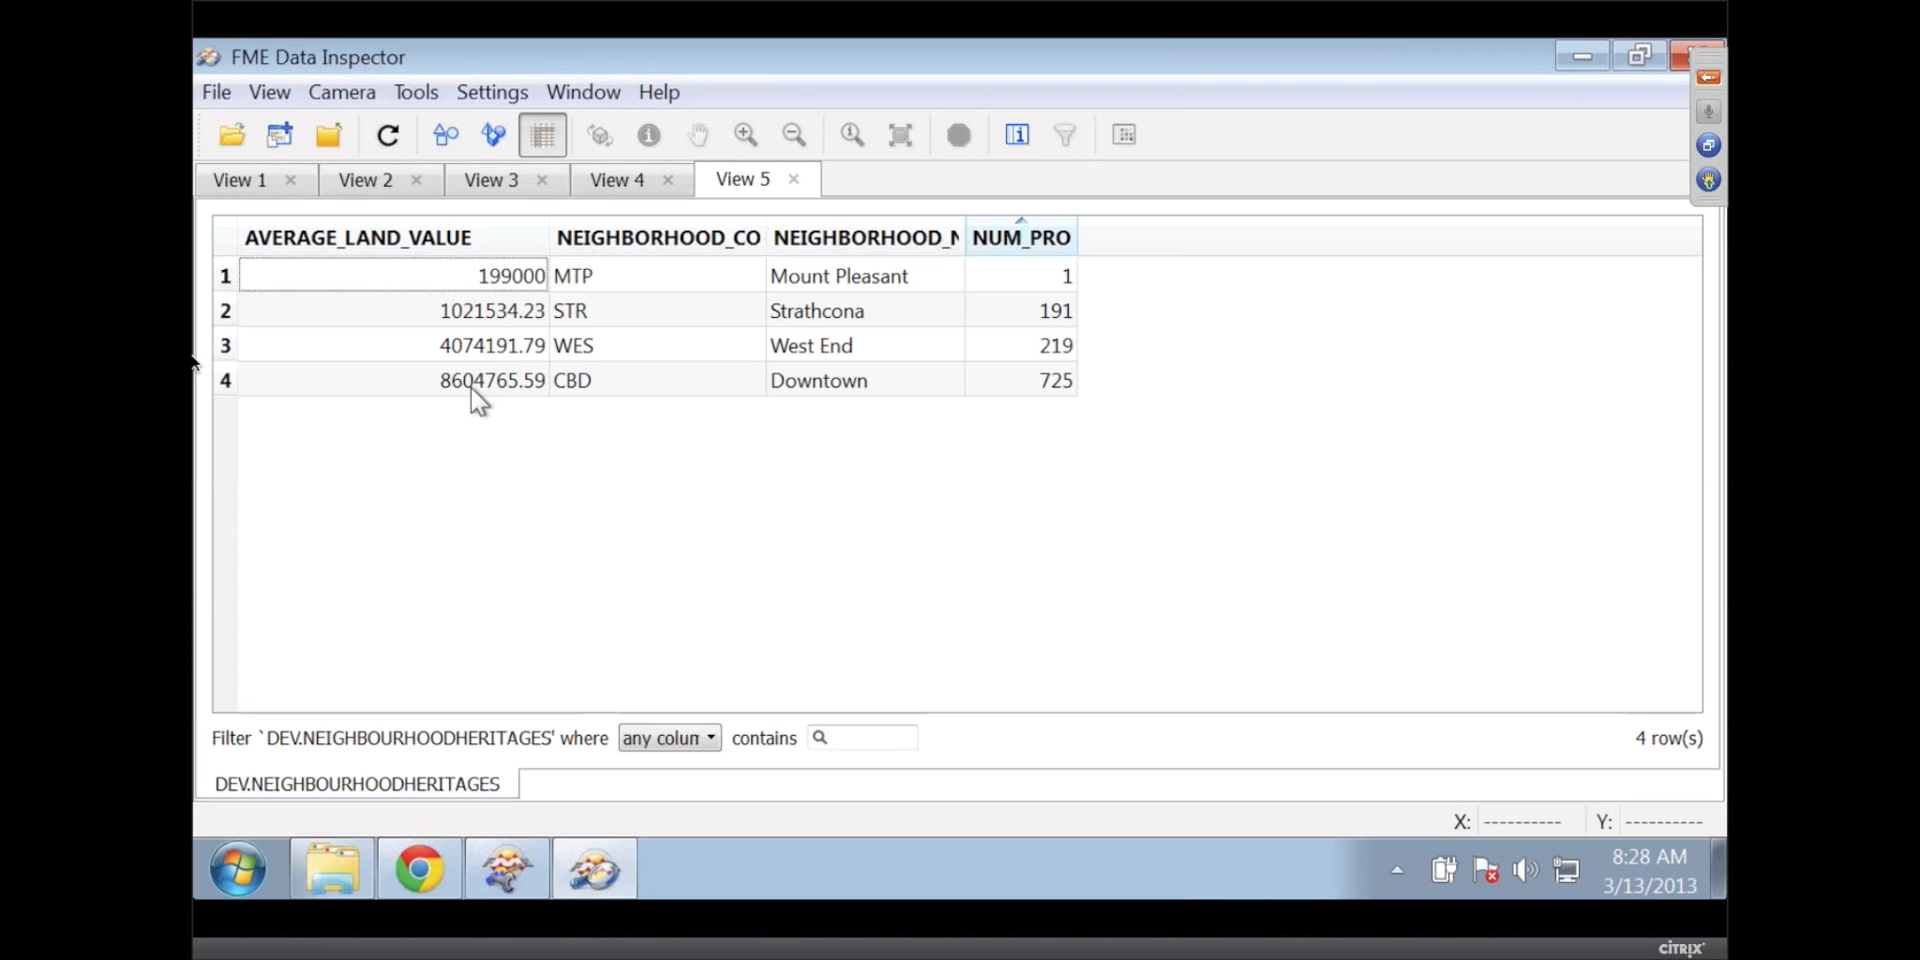 FME Data Inspector
File View Camera Tools Settings Window Help
View 1 View 2 View 3 View 4 View 5
AVERAGE_LAND_VALUE NEIGHBORHOOD_CO NEIGHBORHOOD_N NUM_PRO
1 199000 MTP Mount Pleasant 1
2 1021534.23 STR Strathcona 191
3 4074191.79 WES West End 219
4 8604765.59 CBD Downtown 725
Filter `DEV.NEIGHBOURHOODHERITAGES' where any colun contains 4 row(s)
DEV.NEIGHBOURHOODHERITAGES
X: ---------- Y: ----------
8:28 AM
3/13/2013
CİTRIX